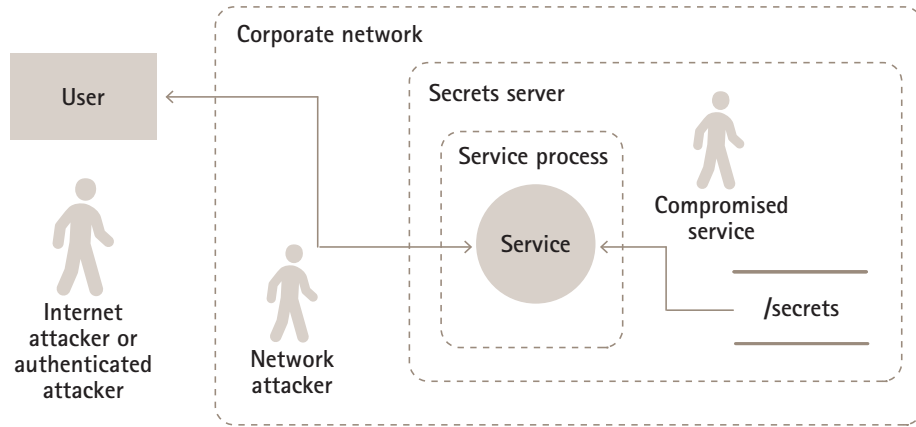 Corporate network
User
Secrets server
Service process
Service
Compromised
service
/secrets
Internet
attacker or
authenticated
attacker
Network
attacker